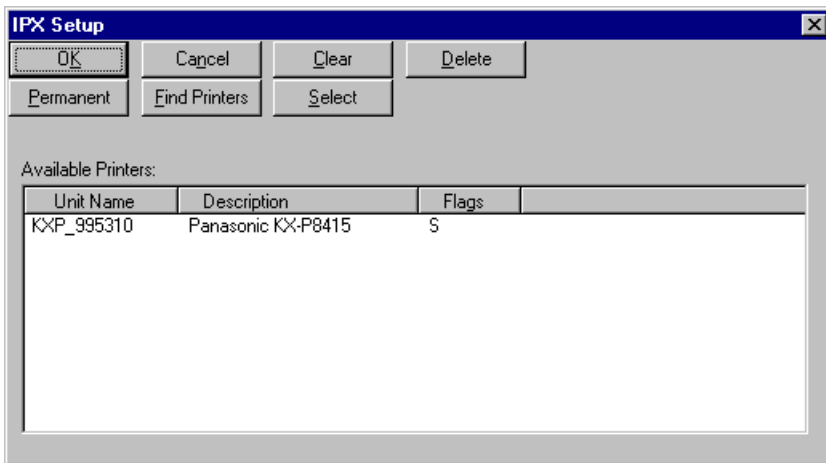 IPX Setup
OK Cancel Clear Delete
Permanent Find Printers Select
Available Printers:
Unit Name Description Flags
KXP_995310 Panasonic KX-P8415 S